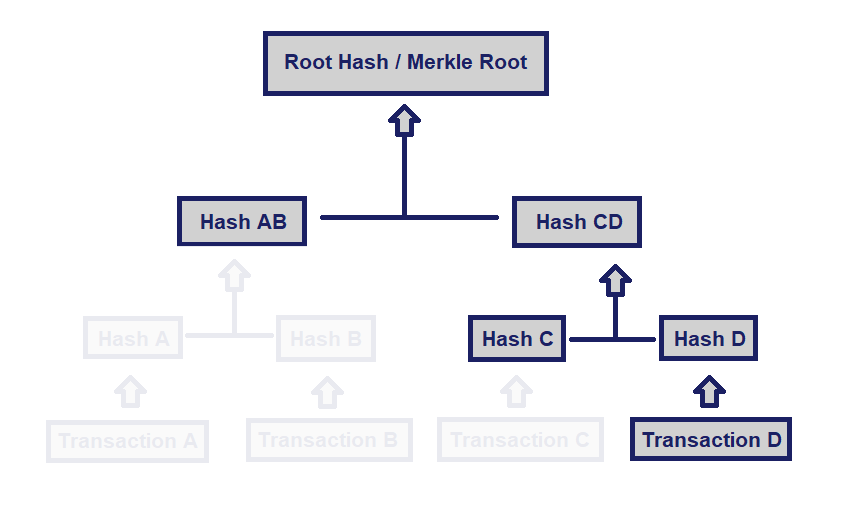 Root Hash / Merkle Root
Hash AB
Hash CD
Hash A
Hash B
Hash C
Hash D
Transaction A
Transaction B
Transaction C
Transaction D